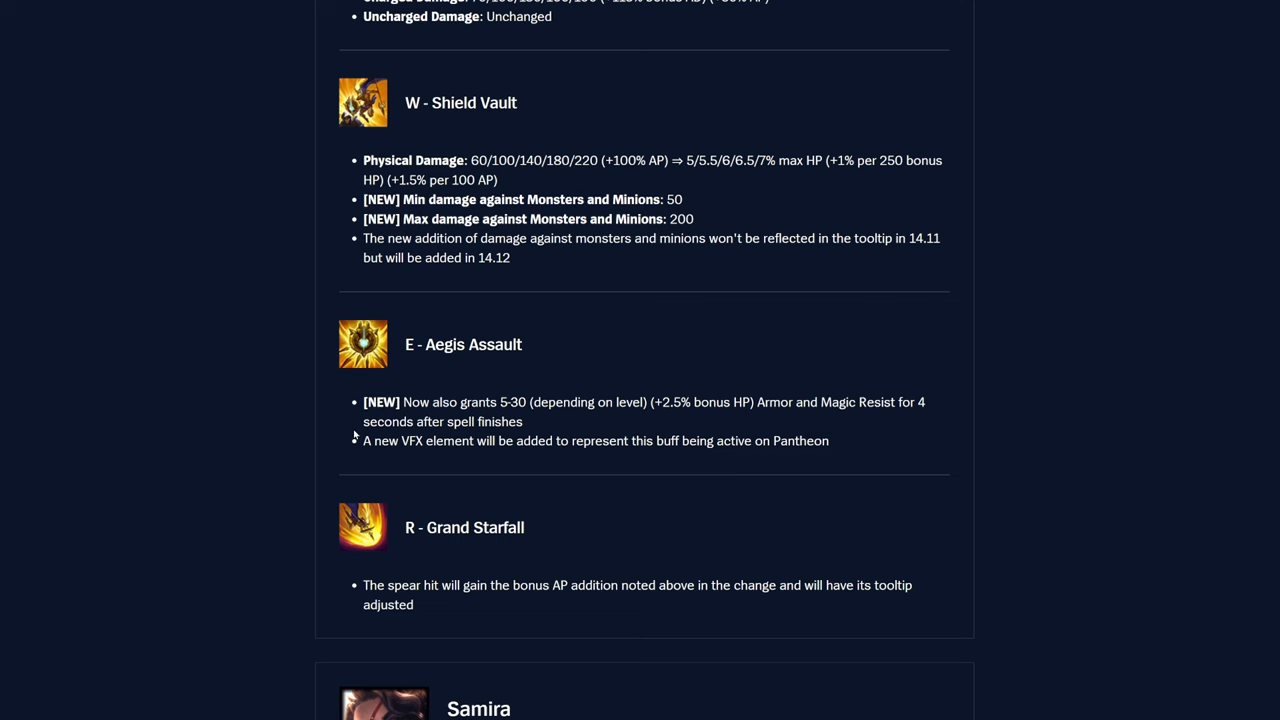 • Uncharged Damage: Unchanged
W - Shield Vault
• Physical Damage: 60/100/140/180/220 (+100% AP) ⇒ 5/5.5/6/6.5/7% max HP (+1% per 250 bonus
HP) (+1.5% per 100 AP)
• [NEW] Min damage against Monsters and Minions: 50
• [NEW] Max damage against Monsters and Minions: 200
• The new addition of damage against monsters and minions won't be reflected in the tooltip in 14.11
but will be added in 14.12
E - Aegis Assault
• [NEW] Now also grants 5-30 (depending on level) (+2.5% bonus HP) Armor and Magic Resist for 4
seconds after spell finishes
• A new VFX element will be added to represent this buff being active on Pantheon
R - Grand Starfall
• The spear hit will gain the bonus AP addition noted above in the change and will have its tooltip
adjusted
Samira